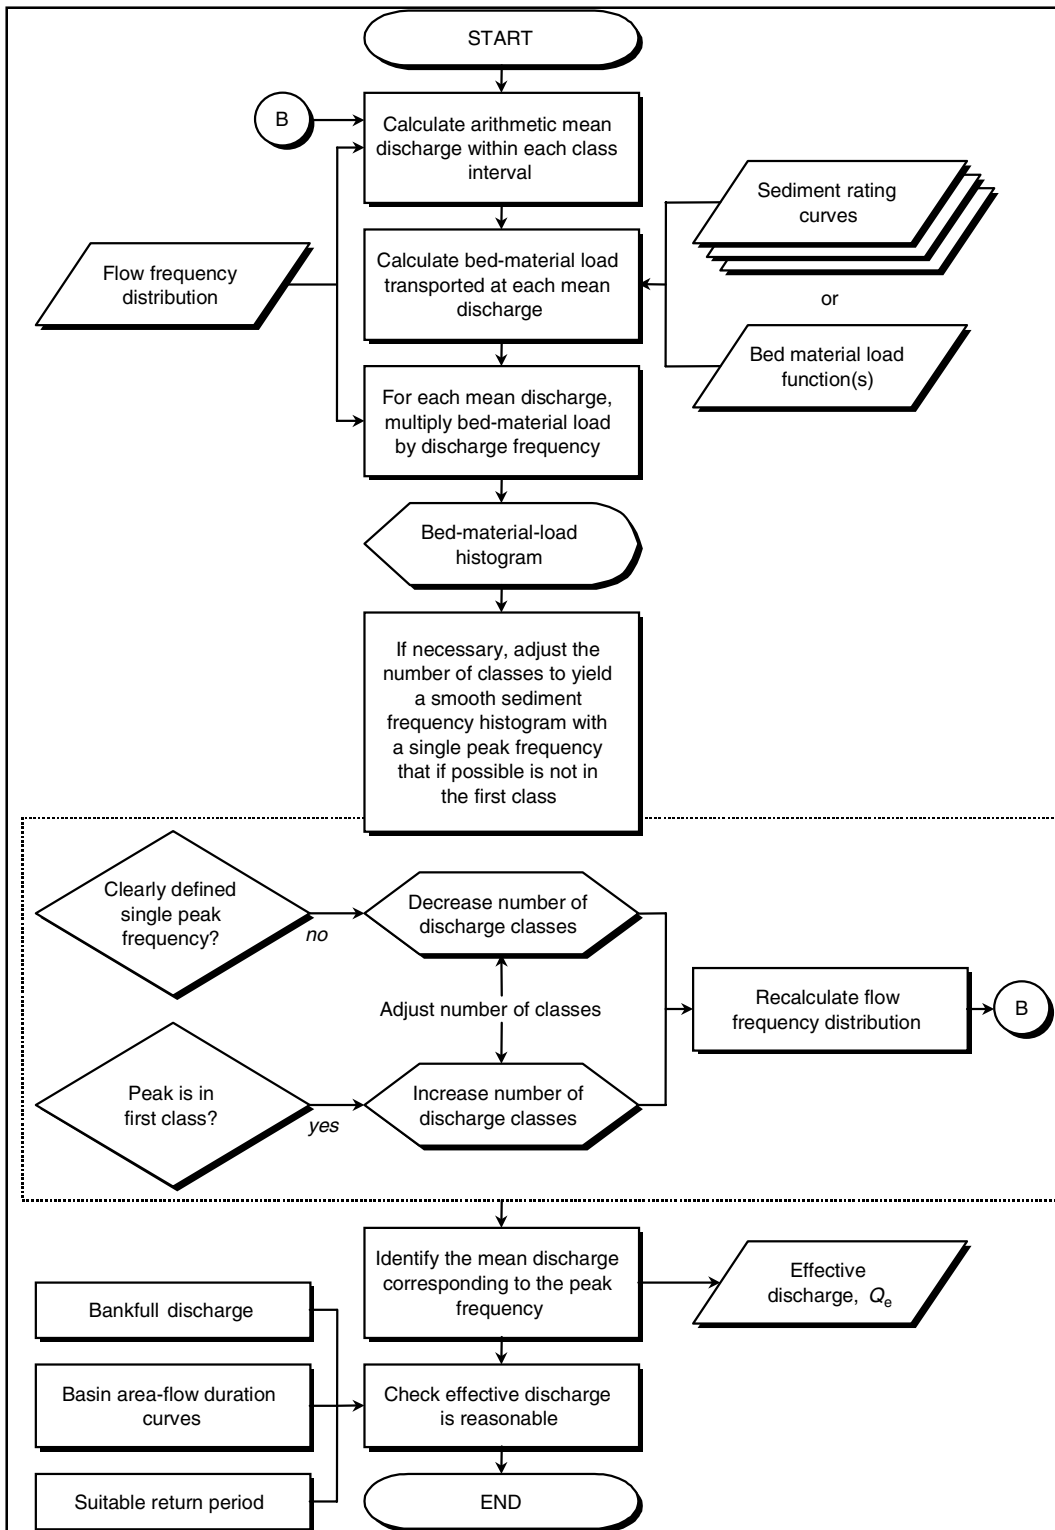 START
B
Calculate arithmetic mean
discharge within each class
interval
Sediment rating
curves
Flow frequency
distribution
Calculate bed-material load
transported at each mean
discharge
or
Bed material load
function(s)
For each mean discharge,
multiply bed-material load
by discharge frequency
Bed-material-load
histogram
If necessary, adjust the
number of classes to yield
a smooth sediment
frequency histogram with
a single peak frequency
that if possible is not in
the first class
Clearly defined
single peak
frequency?
no
Decrease number of
discharge classes
Adjust number of classes
Recalculate flow
frequency distribution
B
Peak is in
first class?
yes
Increase number of
discharge classes
Identify the mean discharge
corresponding to the peak
frequency
Effective
discharge, Qe
Bankfull discharge
Basin area-flow duration
curves
Check effective discharge
is reasonable
Suitable return period
END